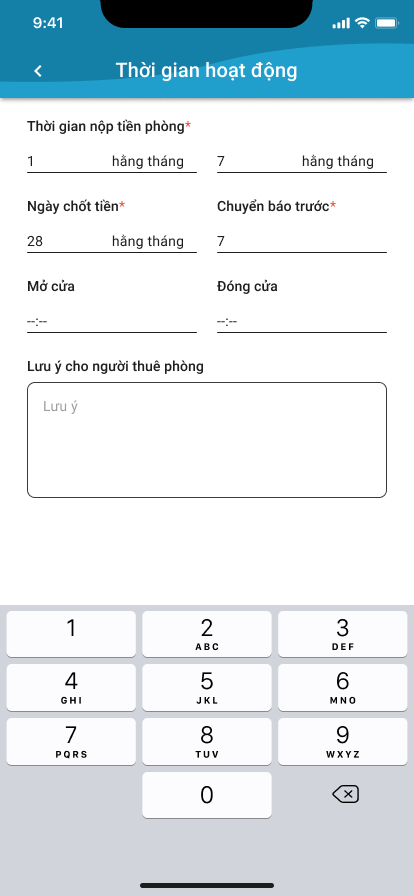 9:41
Thời gian hoạt động
Thời gian nộp tiền phòng*
1 hằng tháng 7 hằng tháng
Ngày chốt tiền* Chuyển báo trước*
28 hằng tháng 7
Mở cửa Đóng cửa
--:-- --:--
Lưu ý cho người thuê phòng
Lưu ý
1 2 3
ABC DEF
4 5 6
GHI JKL MNO
7 8 9
PQRS TUV WXYZ
0